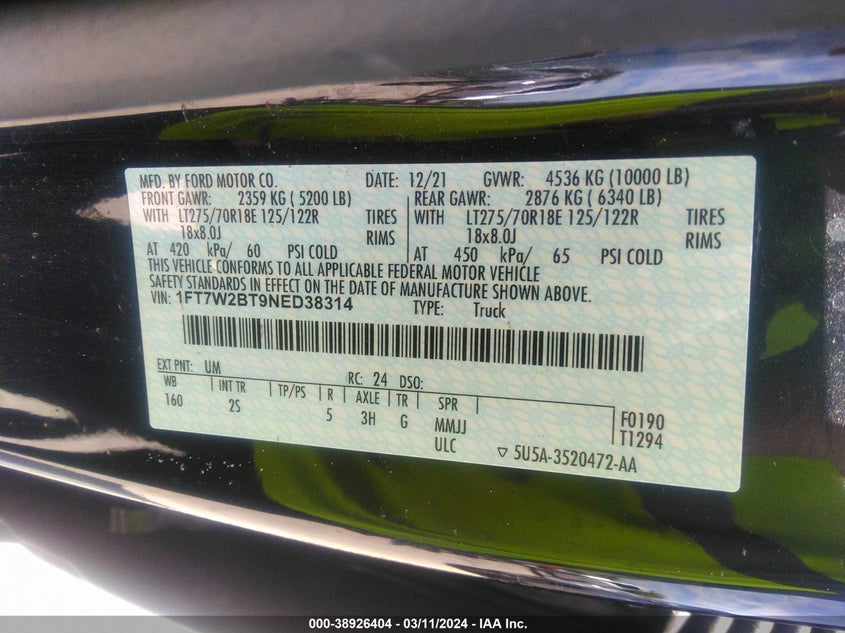 MFD. BY FORD MOTOR CO. DATE: 12/21 GVWR: 4536 KG (10000 LB)
FRONT GAWR: 2359 KG ( 5200 LB) REAR GAWR: 2876 KG ( 6340 LB)
WITH LT275/70R18E 125/122R TIRES WITH LT275/70R18E 125/122R TIRES
18x8.0J RIMS 18x8.0J RIMS
AT 420 kPa/ 60 PSI COLD AT 450 kPa/ 65 PSI COLD
THIS VEHICLE CONFORMS TO ALL APPLICABLE FEDERAL MOTOR VEHICLE
SAFETY STANDARDS IN EFFECT ON THE DATE OF MANUFACTURE SHOWN ABOVE.
VIN: 1FT7W2BT9NED38314 TYPE: Truck
EXT PNT: UM RC: 24 DSO:
WB INT TR TP/PS R AXLE TR SPR
160 2S 5 3H G MMJJ F0190
ULC T1294
▽ 5U5A-3520472-AA
000-38926404 - 03/11/2024 - IAA Inc.